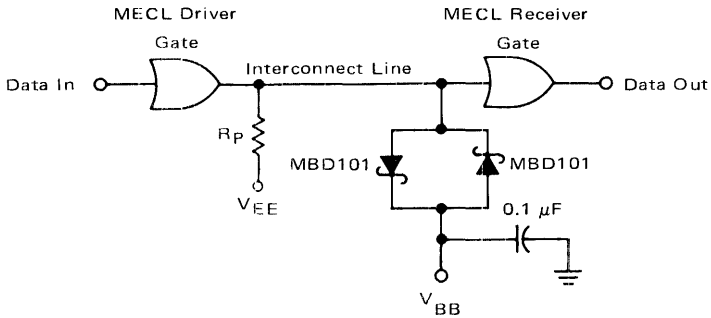 MECL Driver
MECL Receiver
Gate
Gate
Data In
Interconnect Line
Data Out
RP
MBD101
MBD101
VEE
0.1 μF
VBB